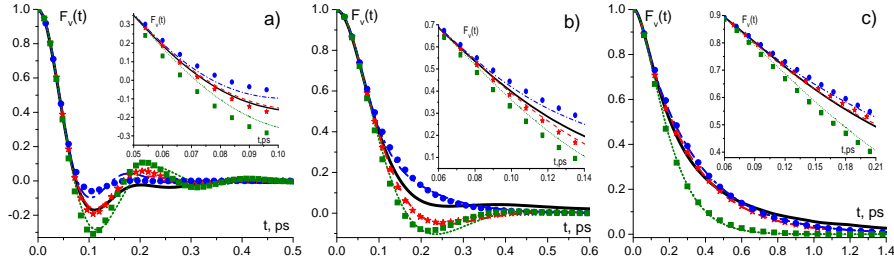 F_v(t)
a)
1.0
0.8
0.6
0.4
0.2
0.0
-0.2
0.0 0.1 0.2 0.3 0.4 0.5
t, ps
F_v(t)
0.3
0.2
0.1
0.0
-0.1
-0.2
-0.3
0.05 0.06 0.07 0.08 0.09 0.10
t,ps
F_v(t)
b)
1.0
0.8
0.6
0.4
0.2
0.0
0.0 0.1 0.2 0.3 0.4 0.5 0.6
t, ps
F_v(t)
0.7
0.6
0.5
0.4
0.3
0.2
0.1
0.06 0.08 0.10 0.12 0.14
t,ps
F_v(t)
c)
1.0
0.8
0.6
0.4
0.2
0.0
0.0 0.2 0.4 0.6 0.8 1.0 1.2 1.4
t, ps
F_v(t)
0.9
0.8
0.7
0.6
0.5
0.4
0.06 0.09 0.12 0.15 0.18 0.21
t,ps